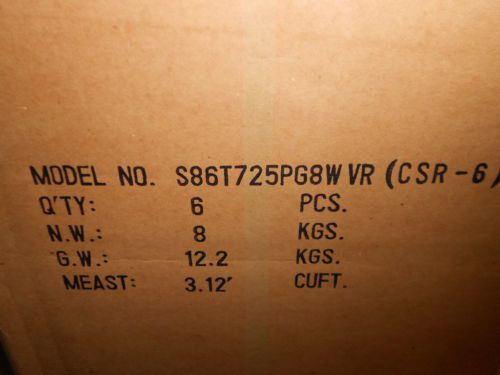 MODEL NO. S86T725PG8W VR (CSR-6)
Q'TY: 6 PCS.
N.W.: 8 KGS.
G.W.: 12.2 KGS.
MEAST: 3.12' CUFT.